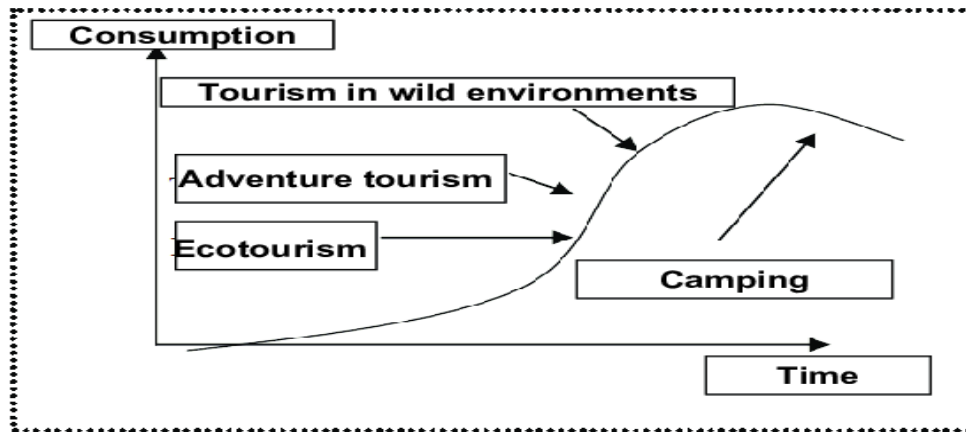 Consumption
Tourism in wild environments
Adventure tourism
Ecotourism
Camping
Time